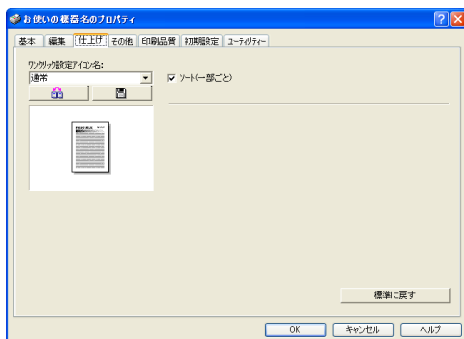 お使いの様器名のプロパティ
基本 編集 仕上げ その他 印刷品質 初期設定 ユーティリティー
ワンクリック設定アイコン名:
通常
ソート(一部ごと)
標準に戻す
OK キャンセル ヘルプ